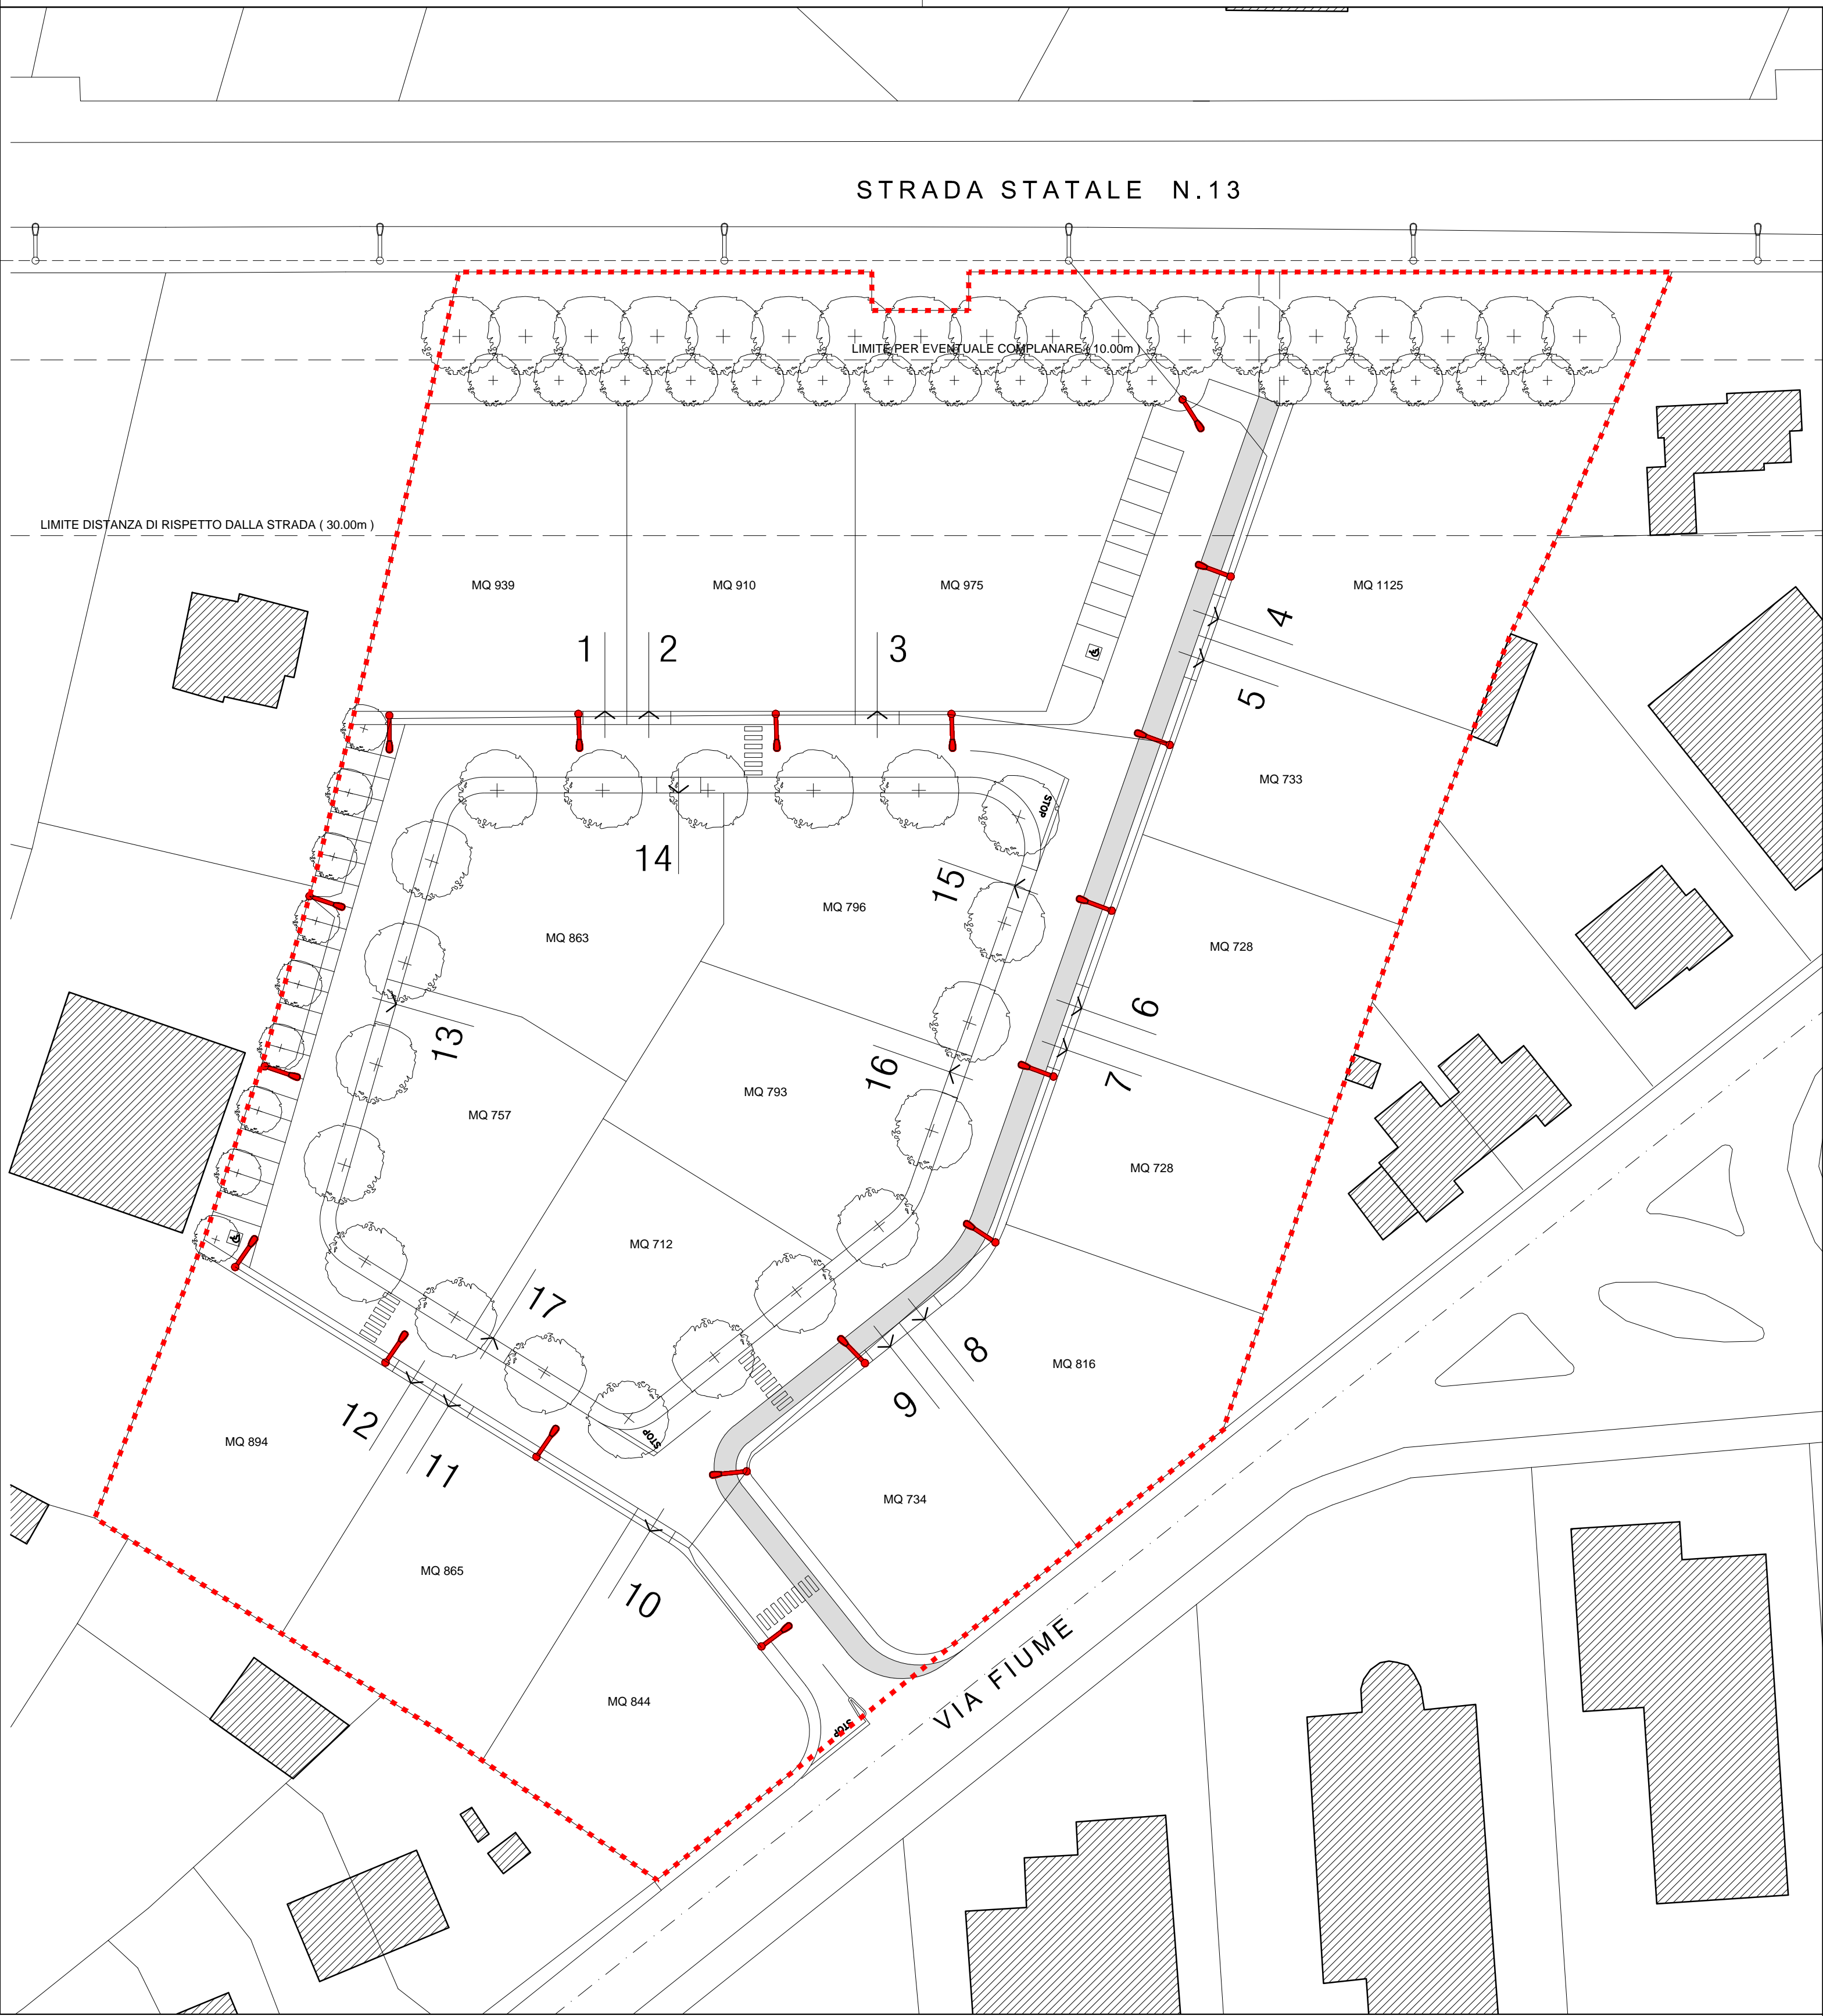 STRADA STATALE N.13
LIMITE PER EVENTUALE COMPLANARE ( 10.00m )
LIMITE DISTANZA DI RISPETTO DALLA STRADA ( 30.00m )
MQ 939
MQ 910
MQ 975
MQ 1125
1
2
3
4
5
MQ 733
STOP
14
15
MQ 796
MQ 863
MQ 728
6
13
16
7
MQ 793
MQ 757
MQ 728
MQ 712
17
8
MQ 816
9
12
11
MQ 894
STOP
MQ 734
MQ 865
10
MQ 844
STOP
VIA FIUME